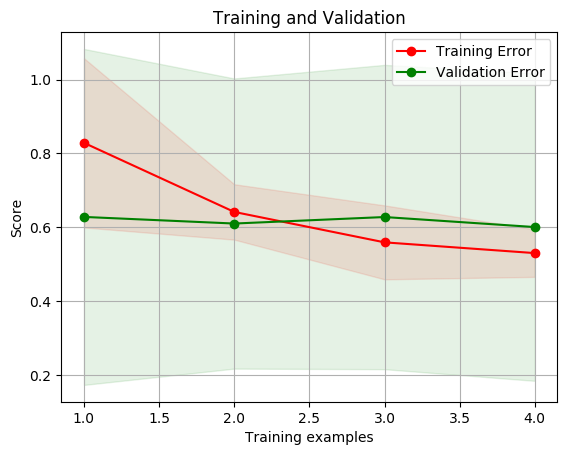 Training and Validation
Training Error
Validation Error
Score
1.0
0.8
0.6
0.4
0.2
1.0 1.5 2.0 2.5 3.0 3.5 4.0
Training examples